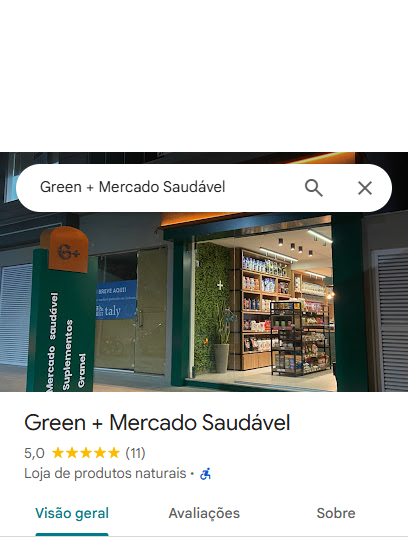 Green + Mercado Saudável
G+
BREVE AQUI!
taly
Mercado saudável
Suplementos
Granel
Green + Mercado Saudável
5,0 ★★★★★ (11)
Loja de produtos naturais ·
Visão geral
Avaliações
Sobre